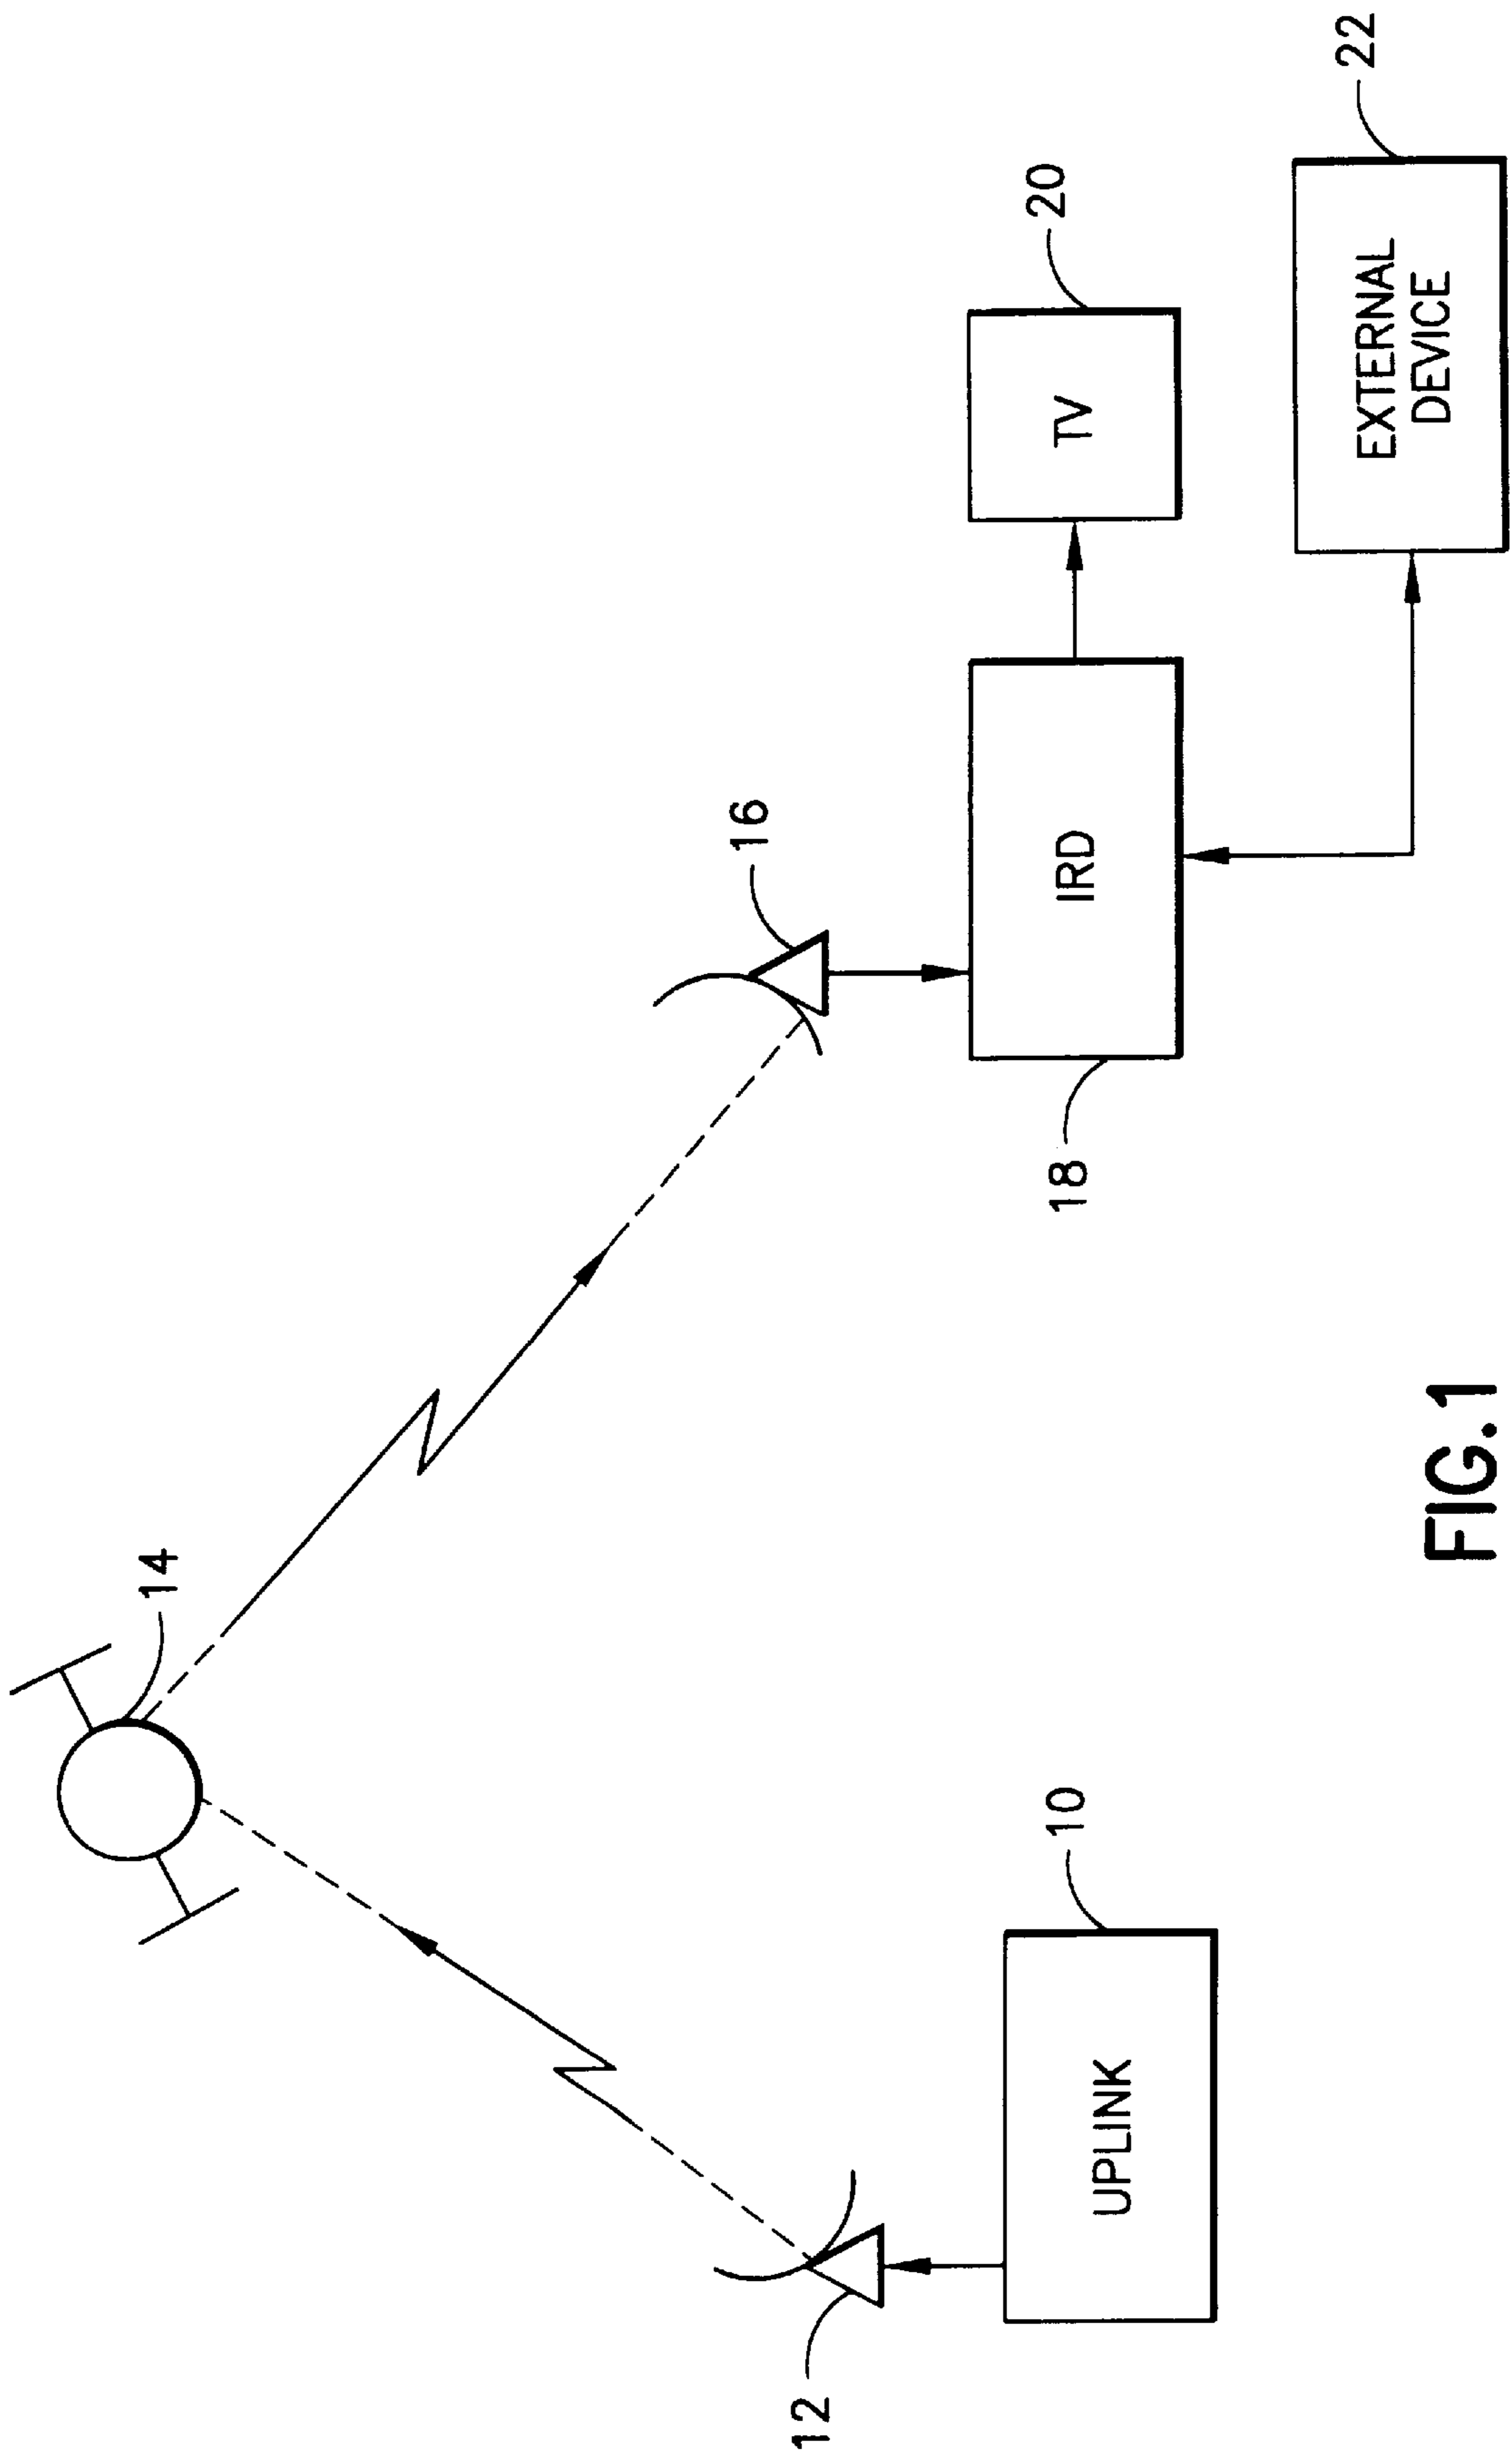 14
16
20
22
12
UPLINK
10
18
IRD
TV
EXTERNAL
DEVICE
FIG.1